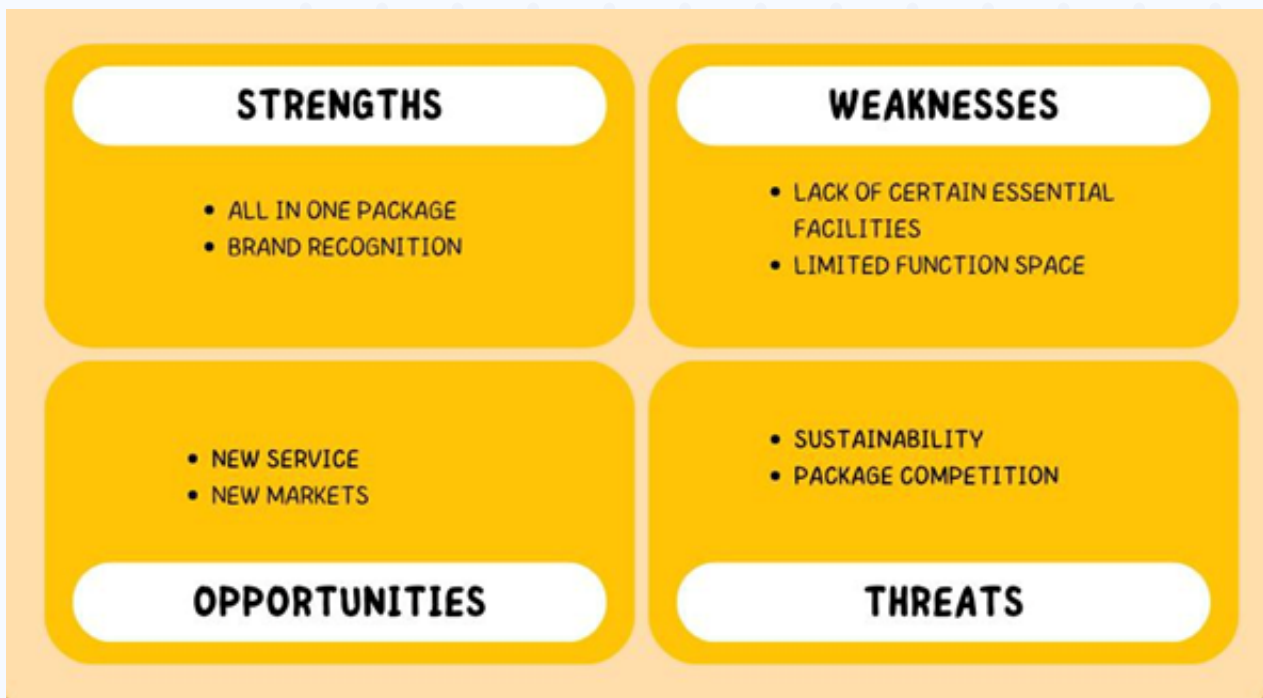 STRENGTHS
• ALL IN ONE PACKAGE
• BRAND RECOGNITION
WEAKNESSES
• LACK OF CERTAIN ESSENTIAL
FACILITIES
• LIMITED FUNCTION SPACE
• NEW SERVICE
• NEW MARKETS
OPPORTUNITIES
• SUSTAINABILITY
• PACKAGE COMPETITION
THREATS